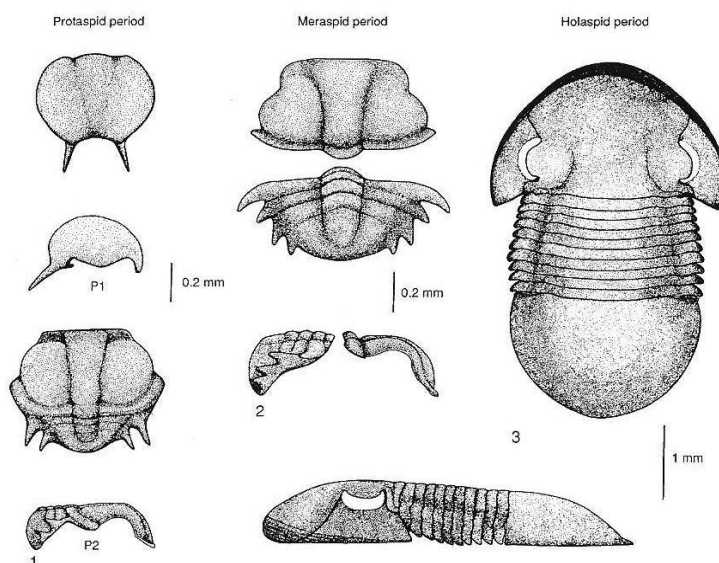 Protaspid period
Meraspid period
Holaspid period
P1
0.2 mm
0.2 mm
2
3
1 mm
1
P2